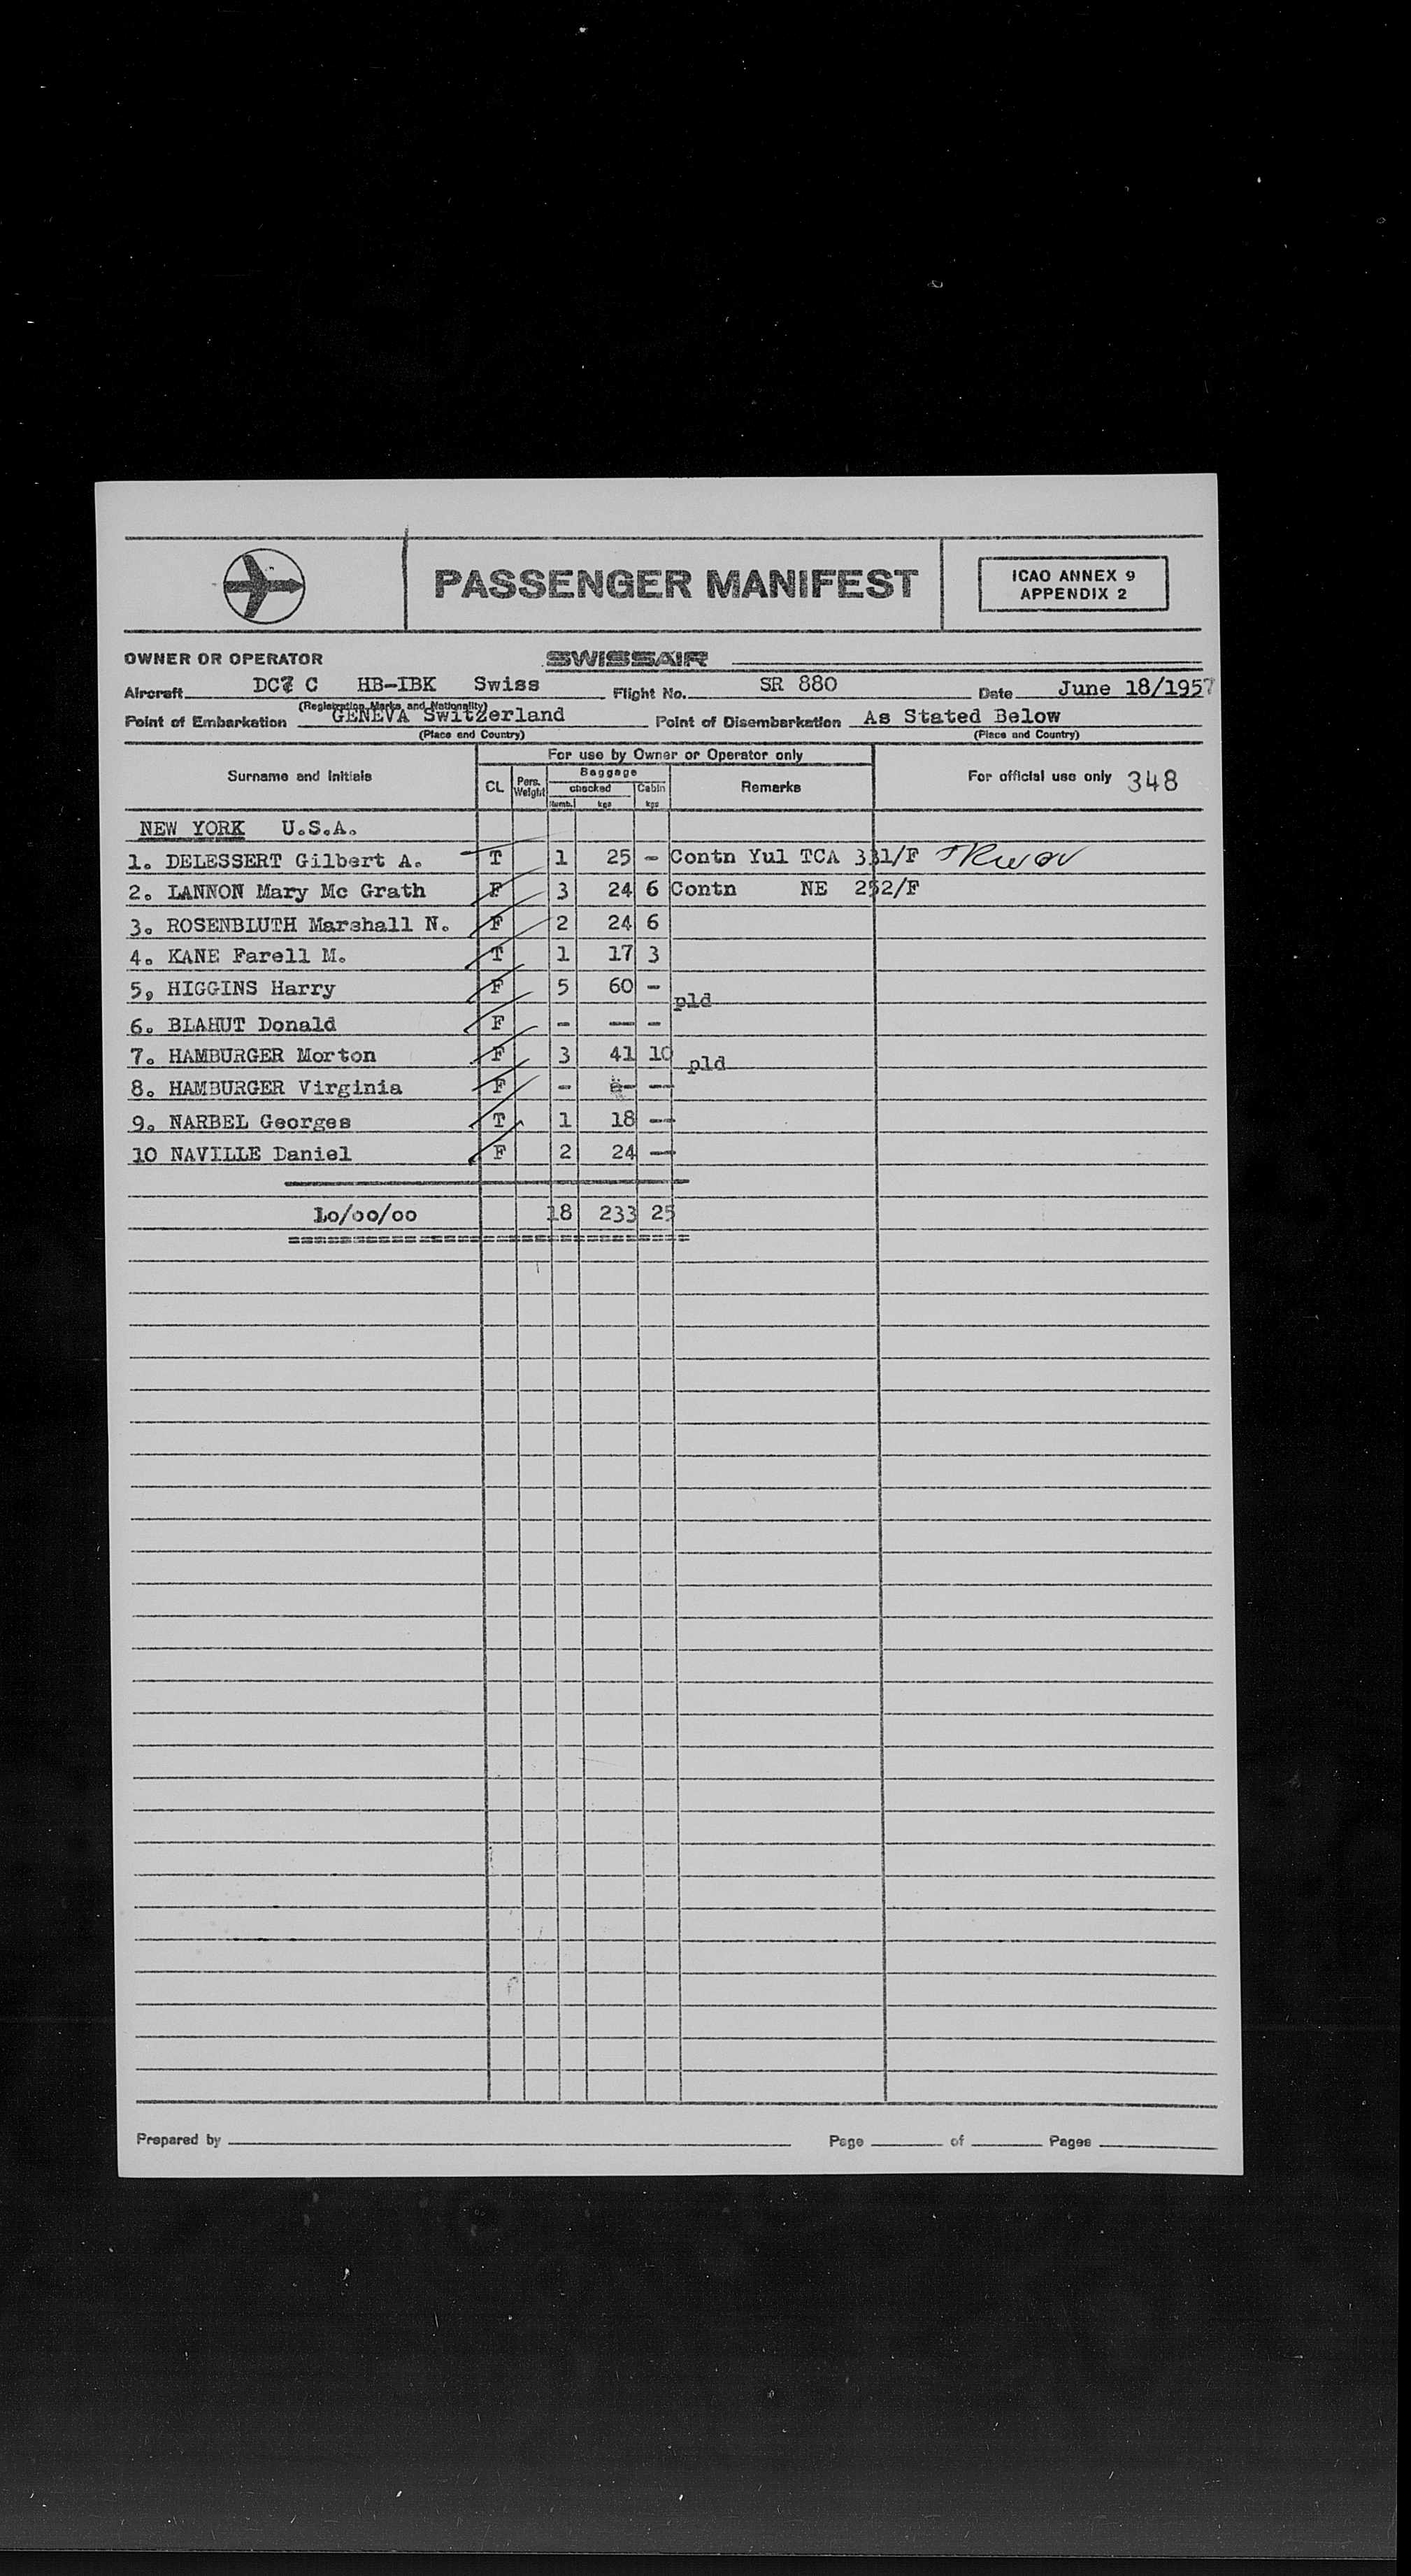 PASSENGER MANIFEST
ICAO ANNEX 9
APPENDIX 2
OWNER OR OPERATOR SWISSAIR
Aircraft DC7 C HB-IBK Swiss Flight No. SR 880 Date June 18/1957
(Registration Marks and Nationality)
Point of Embarkation GENEVA Switzerland Point of Disembarkation As Stated Below
(Place and Country) (Place and Country)
For use by Owner or Operator only
Surname and Initials CL Pers. Weight Baggage Remarks For official use only 348
checked Cabin
Numb. kgs kgs
NEW YORK U.S.A.
1. DELESSERT Gilbert A. T 1 25 - Contn Yul TCA 331/F
2. LANNON Mary Mc Grath F 3 24 6 Contn NE 252/F
3. ROSENBLUTH Marshall N. F 2 24 6
4. KANE Farell M. T 1 17 3
5, HIGGINS Harry F 5 60 -
pld
6. BLAHUT Donald F - -- -
7. HAMBURGER Morton F 3 41 10 pld
8. HAMBURGER Virginia F - -- --
9. NARBEL Georges T 1 18 --
10 NAVILLE Daniel F 2 24 --
10/00/00 18 233 25
Prepared by Page of Pages